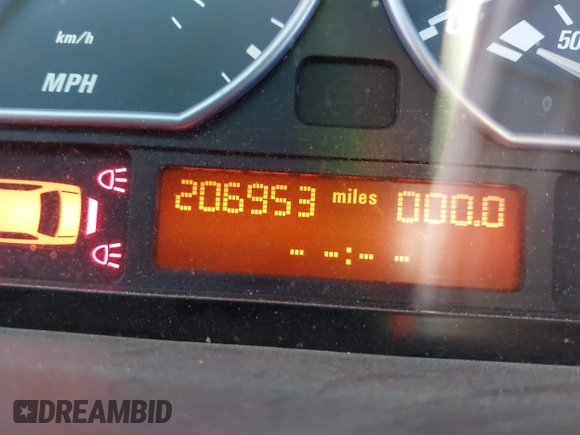 km/h
MPH
50
206953 miles 000.0
- -:- -
DREAMBID